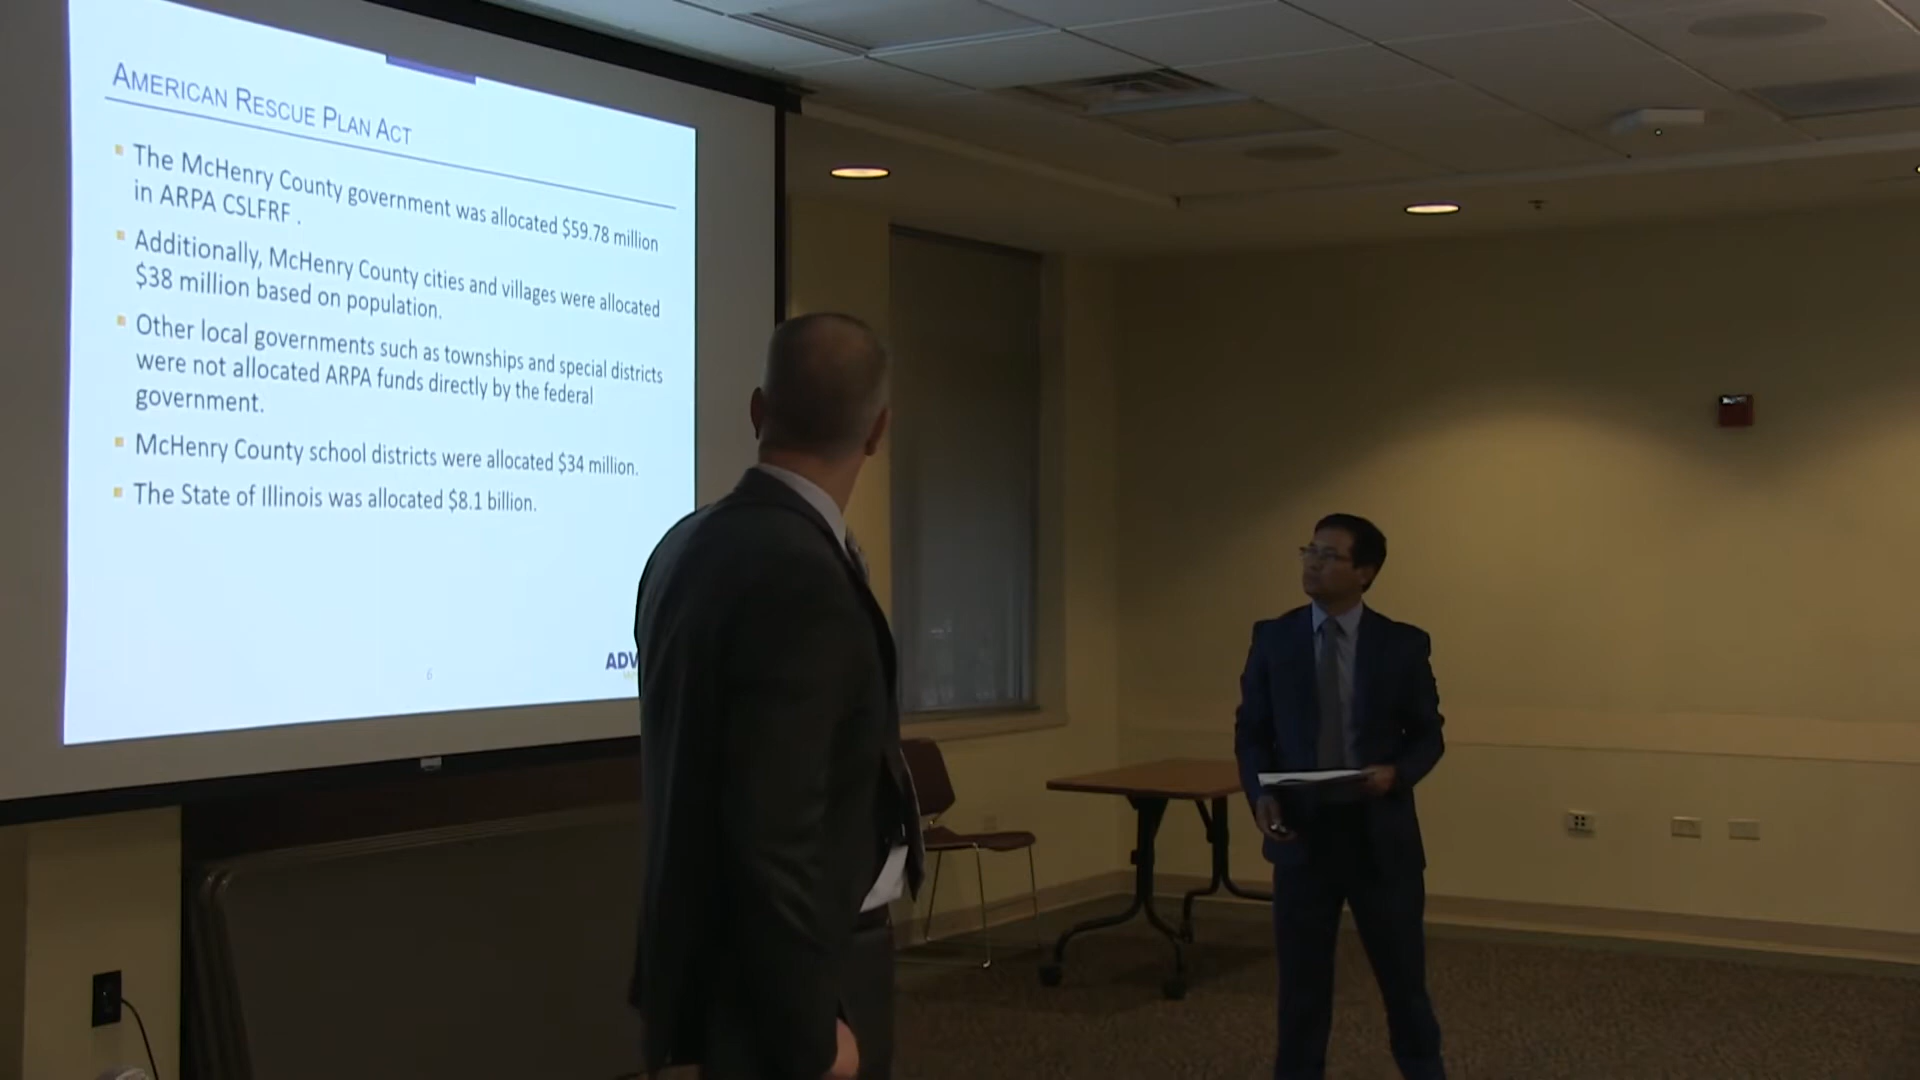 AMERICAN RESCUE PLAN ACT
The McHenry County government was allocated $59.78 million
in ARPA CSLFRF .
Additionally, McHenry County cities and villages were allocated
$38 million based on population.
Other local governments such as townships and special districts
were not allocated ARPA funds directly by the federal
government.
McHenry County school districts were allocated $34 million.
The State of Illinois was allocated $8.1 billion.
6
ADV